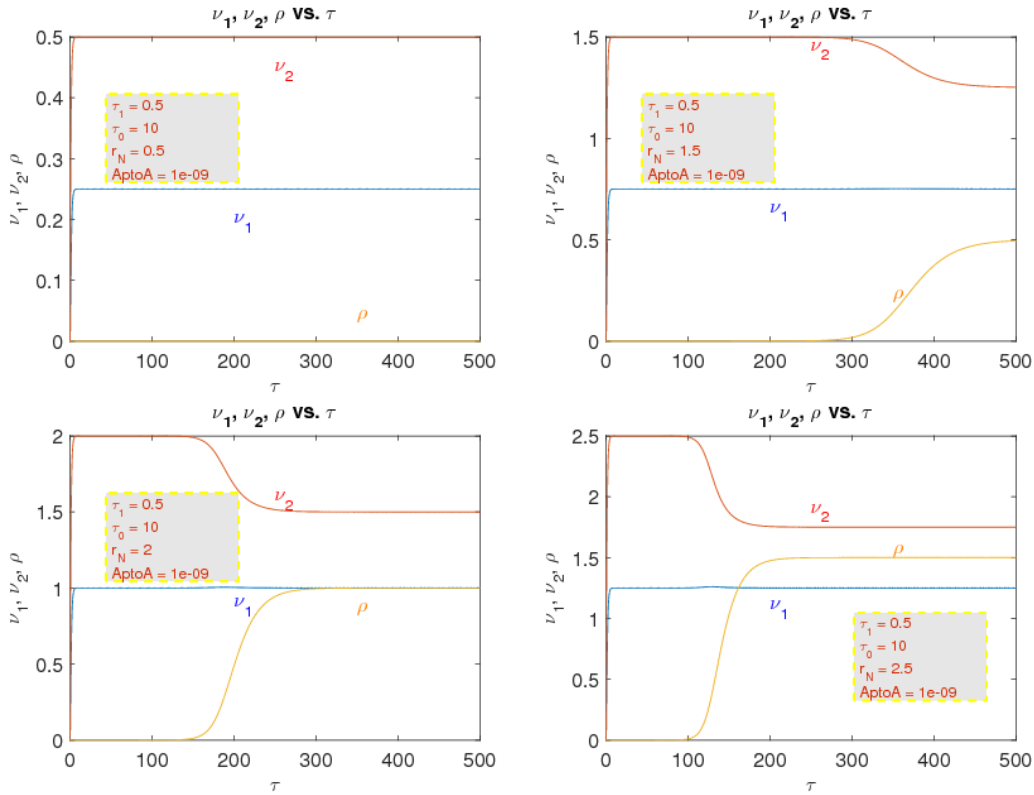 ν₁, ν₂, ρ vs. τ
0.5
0.4
0.3
0.2
0.1
0
ν₁, ν₂, ρ
τ₁ = 0.5
τ₀ = 10
r_N = 0.5
AptoA = 1e-09
ν₂
ν₁
ρ
0 100 200 300 400 500
τ
ν₁, ν₂, ρ vs. τ
1.5
1
0.5
0
ν₁, ν₂, ρ
τ₁ = 0.5
τ₀ = 10
r_N = 1.5
AptoA = 1e-09
ν₂
ν₁
ρ
0 100 200 300 400 500
τ
ν₁, ν₂, ρ vs. τ
2
1.5
1
0.5
0
ν₁, ν₂, ρ
τ₁ = 0.5
τ₀ = 10
r_N = 2
AptoA = 1e-09
ν₂
ν₁
ρ
0 100 200 300 400 500
τ
ν₁, ν₂, ρ vs. τ
2.5
2
1.5
1
0.5
0
ν₁, ν₂, ρ
ν₂
ρ
ν₁
τ₁ = 0.5
τ₀ = 10
r_N = 2.5
AptoA = 1e-09
0 100 200 300 400 500
τ